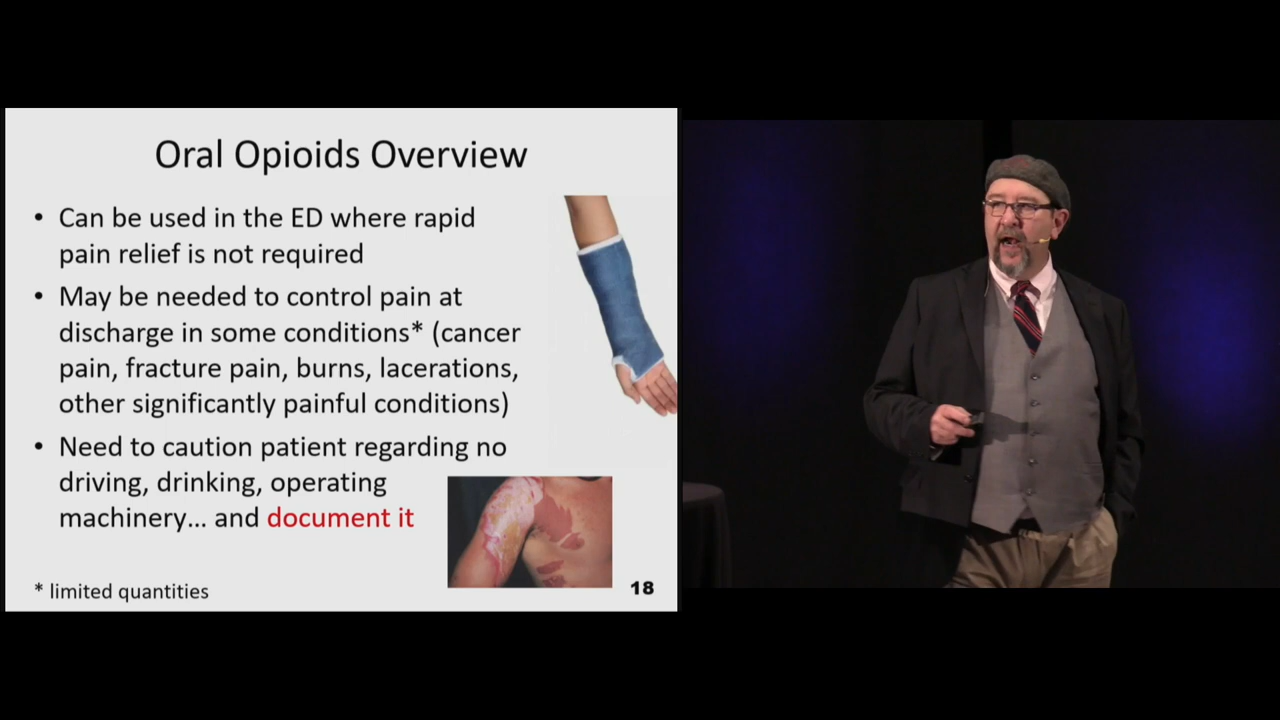 Oral Opioids Overview
• Can be used in the ED where rapid
pain relief is not required
• May be needed to control pain at
discharge in some conditions* (cancer
pain, fracture pain, burns, lacerations,
other significantly painful conditions)
• Need to caution patient regarding no
driving, drinking, operating
machinery... and document it
* limited quantities
18